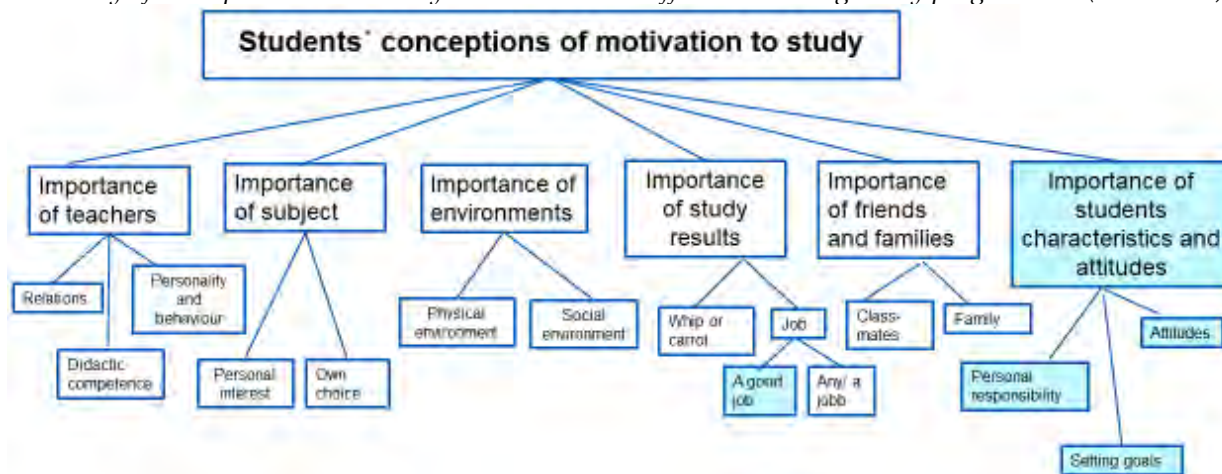 Students´ conceptions of motivation to study
Importance
of teachers
Importance
of subject
Importance of
environments
Importance
of study
results
Importance
of friends
and families
Importance of
students
characteristics and
attitudes
Relations
Didactic
competence
Personality
and
behaviour
Personal
interest
Own
choice
Physical
environment
Social
environment
Whip or
carrot
Job
A good
job
Any/ a
jobb
Class-
mates
Family
Personal
responsibility
Setting goals
Attitudes